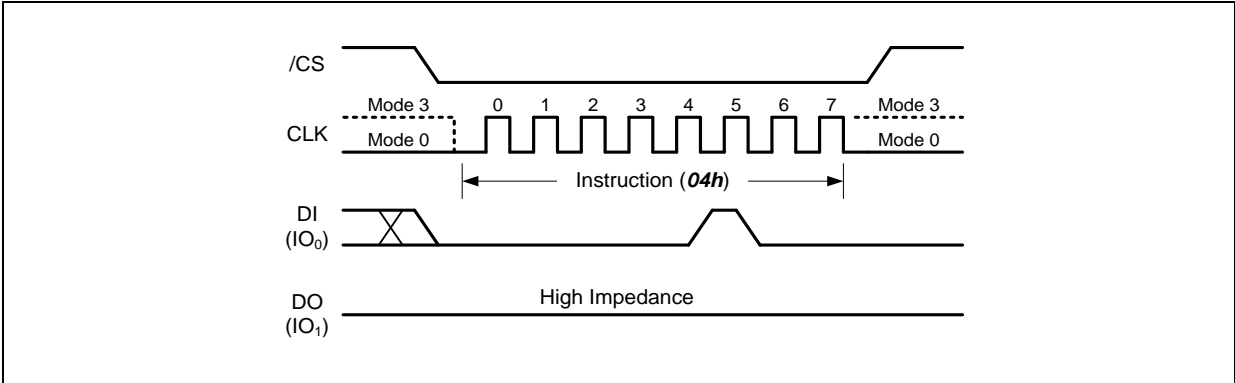 /CS
Mode 3 0 1 2 3 4 5 6 7 Mode 3
CLK
Mode 0 Mode 0
Instruction (04h)
DI
(IO₀)
High Impedance
DO
(IO₁)